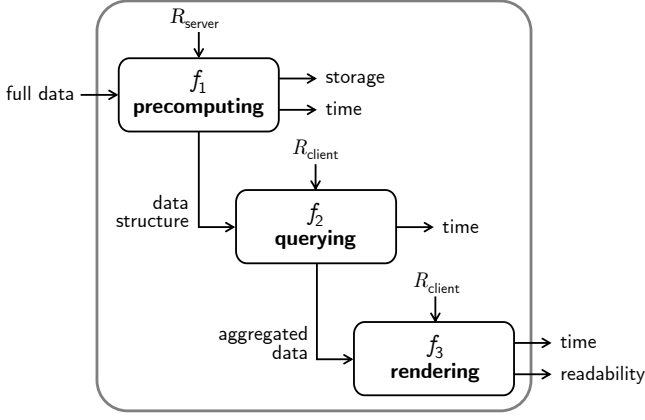 R_server
full data
f_1
precomputing
storage
time
R_client
data
structure
f_2
querying
time
R_client
aggregated
data
f_3
rendering
time
readability